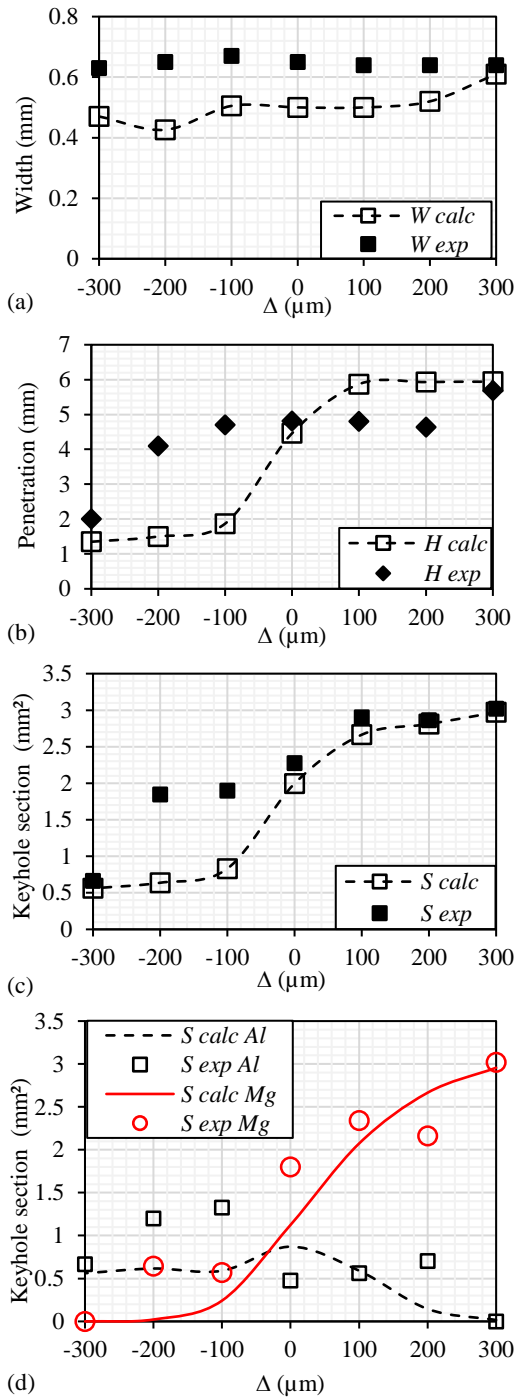 0.8
0.6
0.4
0.2
0
Width (mm)
W calc
W exp
-300 -200 -100 0 100 200 300
(a)
Δ (µm)
7
6
5
4
3
2
1
0
Penetration (mm)
H calc
H exp
-300 -200 -100 0 100 200 300
(b)
Δ (µm)
3.5
3
2.5
2
1.5
1
0.5
0
Keyhole section (mm²)
S calc
S exp
-300 -200 -100 0 100 200 300
(c)
Δ (µm)
3.5
3
2.5
2
1.5
1
0.5
0
Keyhole section (mm²)
S calc Al
S exp Al
S calc Mg
S exp Mg
-300 -200 -100 0 100 200 300
(d)
Δ (µm)